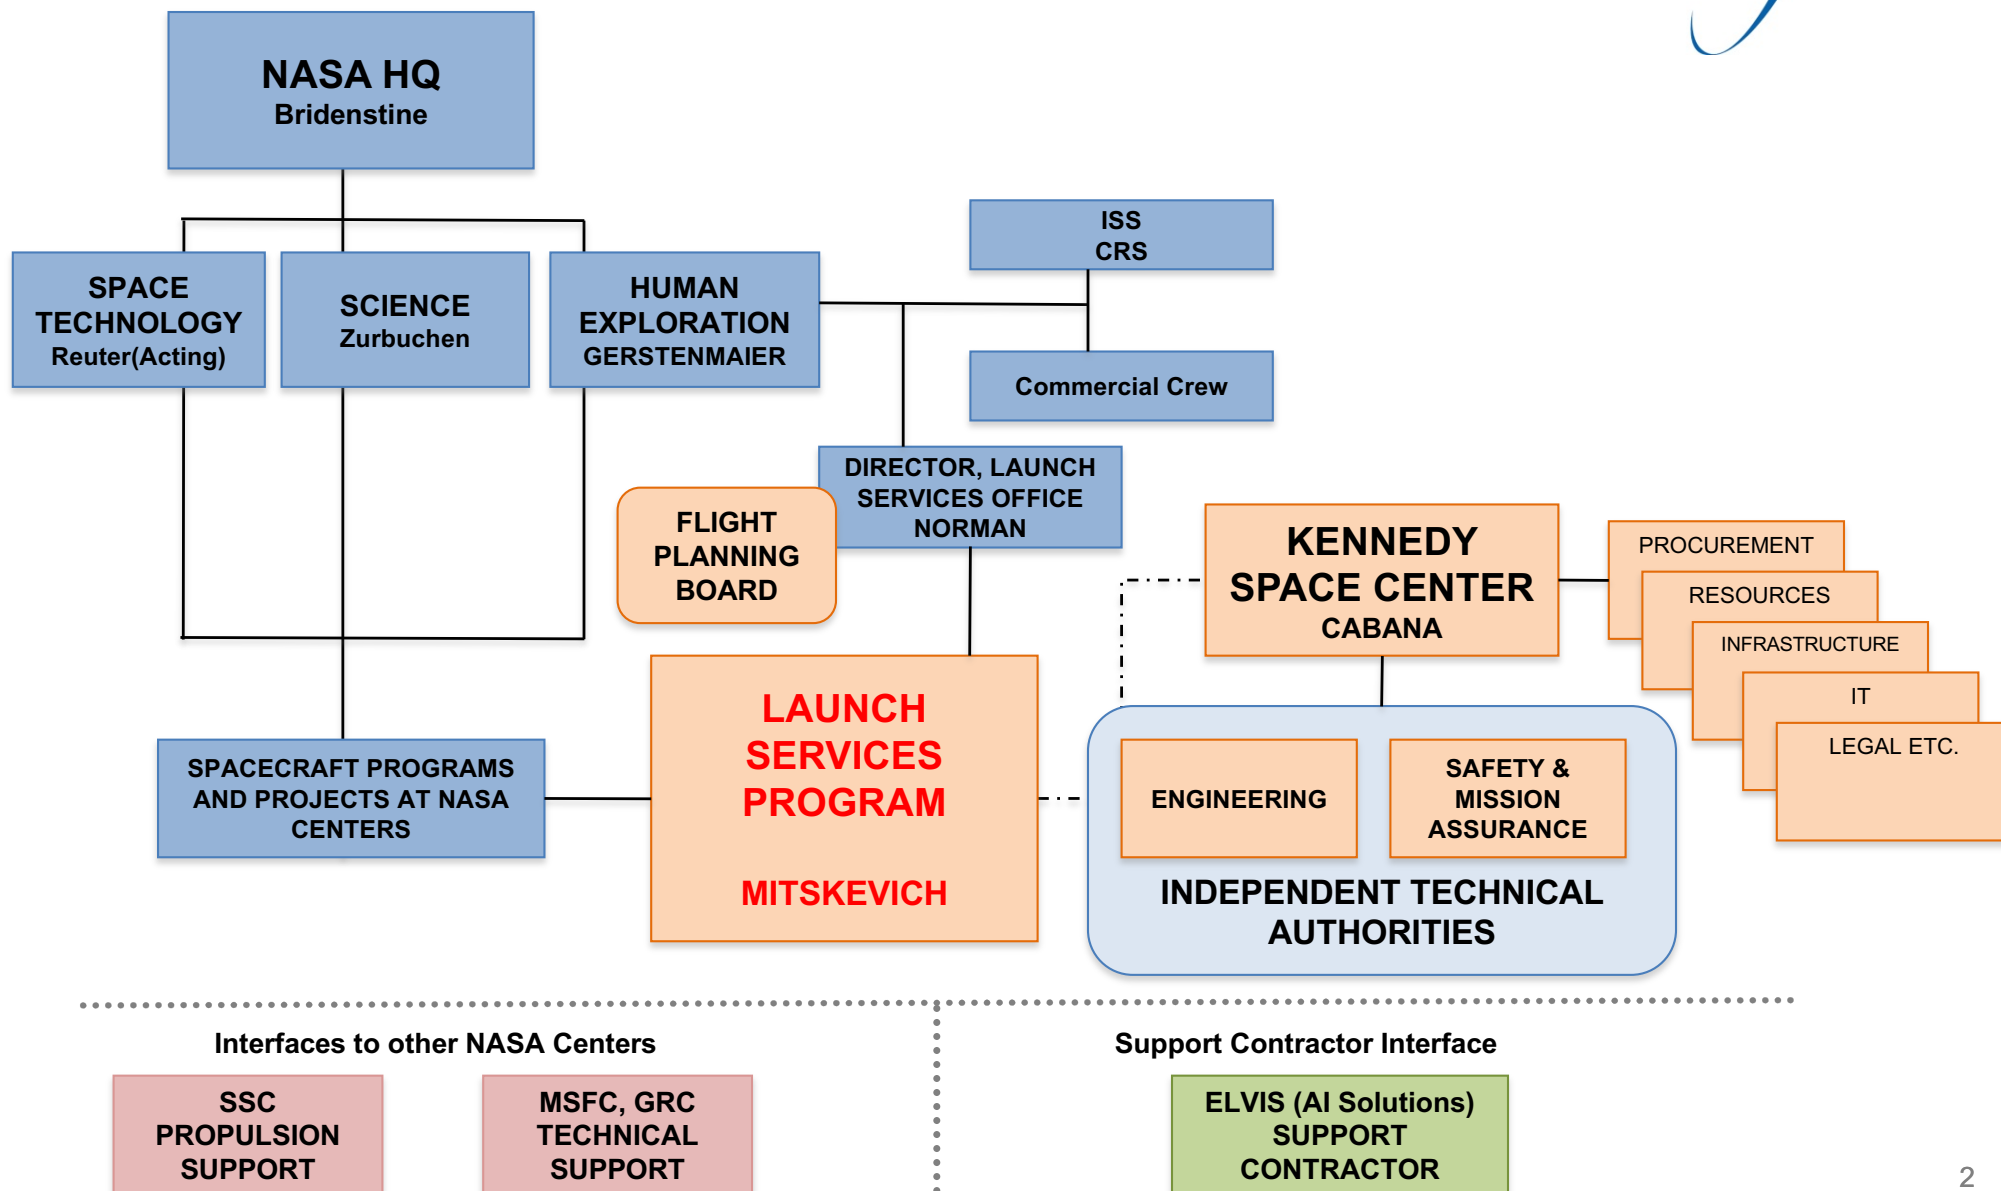 NASA HQ
Bridenstine
SPACE
TECHNOLOGY
Reuter(Acting)
SCIENCE
Zurbuchen
HUMAN
EXPLORATION
GERSTENMAIER
ISS
CRS
Commercial Crew
DIRECTOR, LAUNCH
SERVICES OFFICE
NORMAN
FLIGHT
PLANNING
BOARD
KENNEDY
SPACE CENTER
CABANA
PROCUREMENT
RESOURCES
INFRASTRUCTURE
IT
LEGAL ETC.
SPACECRAFT PROGRAMS
AND PROJECTS AT NASA
CENTERS
LAUNCH
SERVICES
PROGRAM
MITSKEVICH
ENGINEERING
SAFETY &
MISSION
ASSURANCE
INDEPENDENT TECHNICAL
AUTHORITIES
Interfaces to other NASA Centers
SSC
PROPULSION
SUPPORT
MSFC, GRC
TECHNICAL
SUPPORT
Support Contractor Interface
ELVIS (AI Solutions)
SUPPORT
CONTRACTOR
2